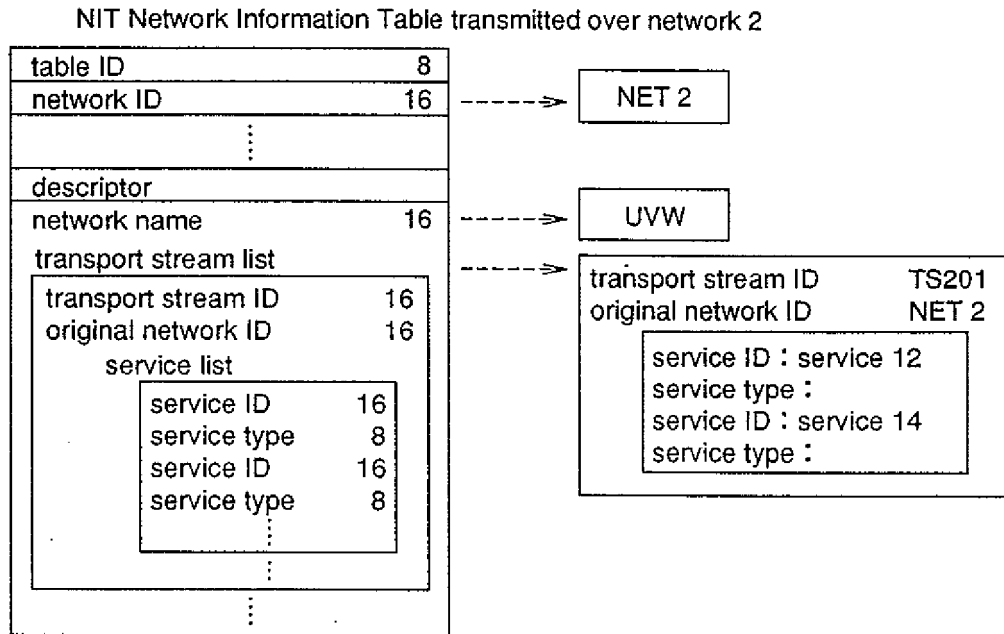 NIT Network Information Table transmitted over network 2
table ID 8
network ID 16
NET 2
descriptor
network name 16
UVW
transport stream list
transport stream ID 16
original network ID 16
service list
service ID 16
service type 8
service ID 16
service type 8
transport stream ID TS201
original network ID NET 2
service ID : service 12
service type :
service ID : service 14
service type :